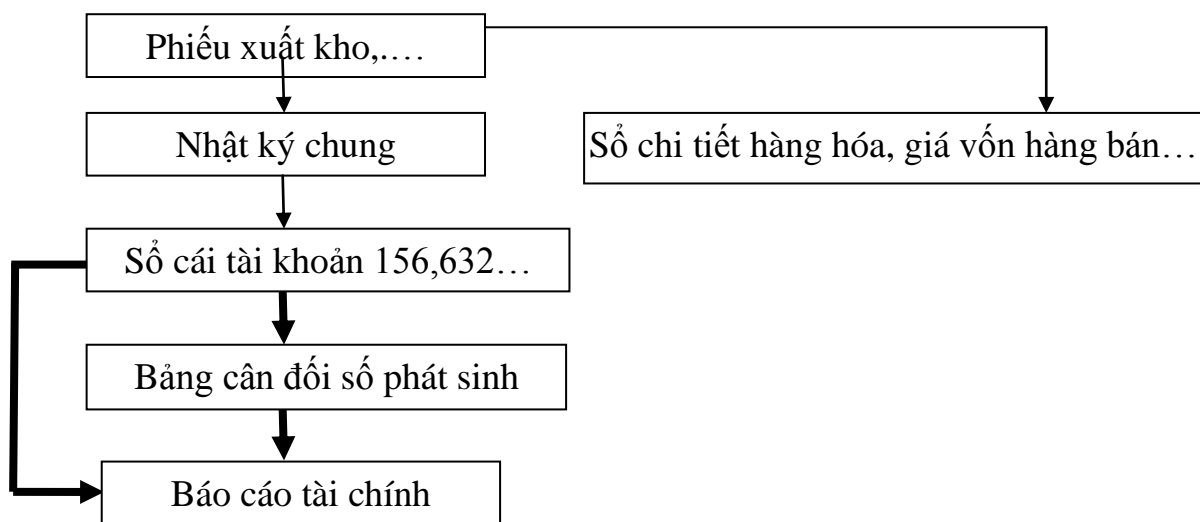 Phiếu xuất kho,.…
Nhật ký chung
Sổ chi tiết hàng hóa, giá vốn hàng bán…
Sổ cái tài khoản 156,632…
Bảng cân đối số phát sinh
Báo cáo tài chính